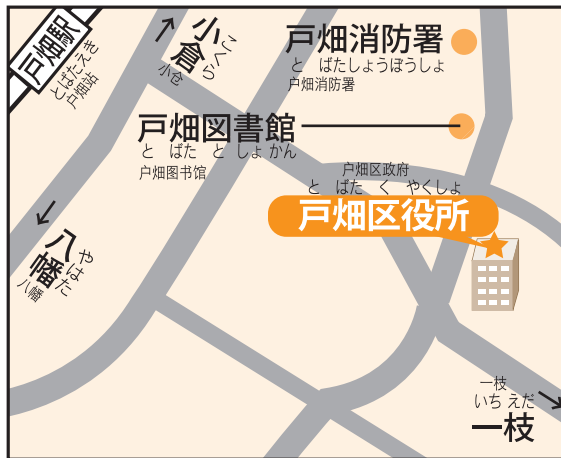 戸畑駅
とばたえき
户畑站
小倉
こくら
小仓
戸畑消防署
と ばたしょうぼうしょ
户畑消防署
戸畑図書館
と ばた と しょ かん
户畑图书馆
户畑区政府
と ばた く やくしょ
戸畑区役所
八幡
やはた
八幡
一枝
いち えだ
一枝